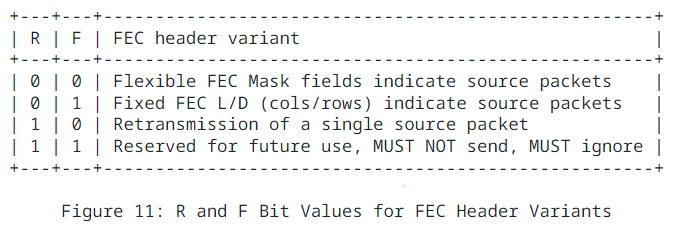 +---+---+-----------------------------------------------------+
| R | F | FEC header variant                                  |
+---+---+-----------------------------------------------------+
| 0 | 0 | Flexible FEC Mask fields indicate source packets    |
| 0 | 1 | Fixed FEC L/D (cols/rows) indicate source packets   |
| 1 | 0 | Retransmission of a single source packet            |
| 1 | 1 | Reserved for future use, MUST NOT send, MUST ignore |
+---+---+-----------------------------------------------------+
Figure 11: R and F Bit Values for FEC Header Variants